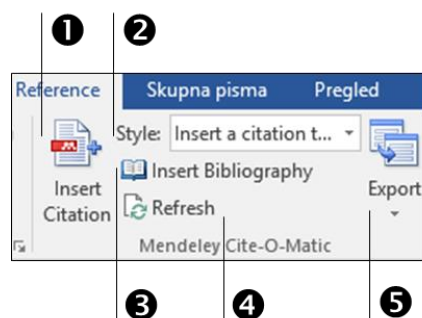 ❶ ❷
Reference Skupna pisma Pregled
Style: Insert a citation t...
Insert Bibliography
Refresh
Insert
Citation
Export
Mendeley Cite-O-Matic
❸ ❹ ❺